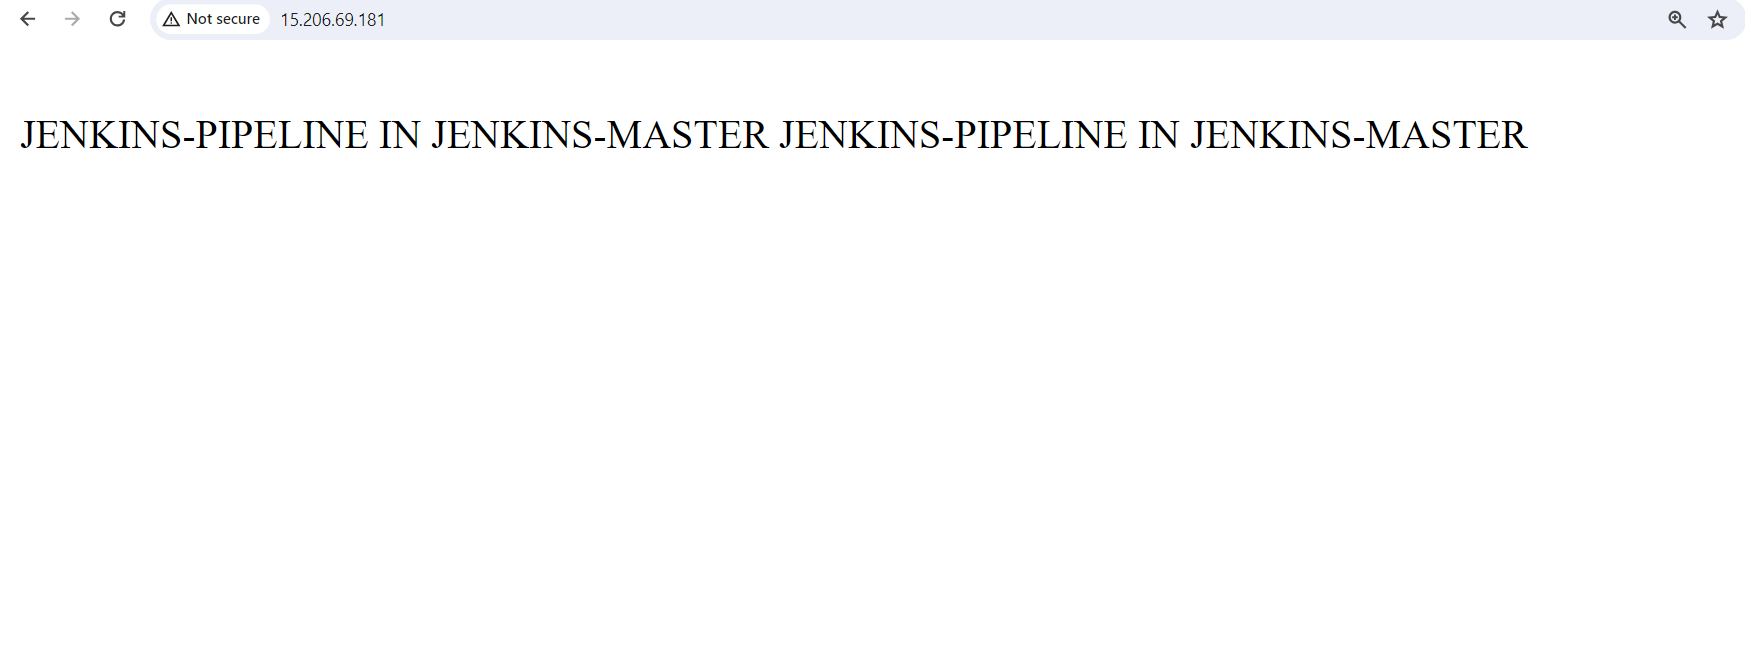 Not secure 15.206.69.181
JENKINS-PIPELINE IN JENKINS-MASTER JENKINS-PIPELINE IN JENKINS-MASTER